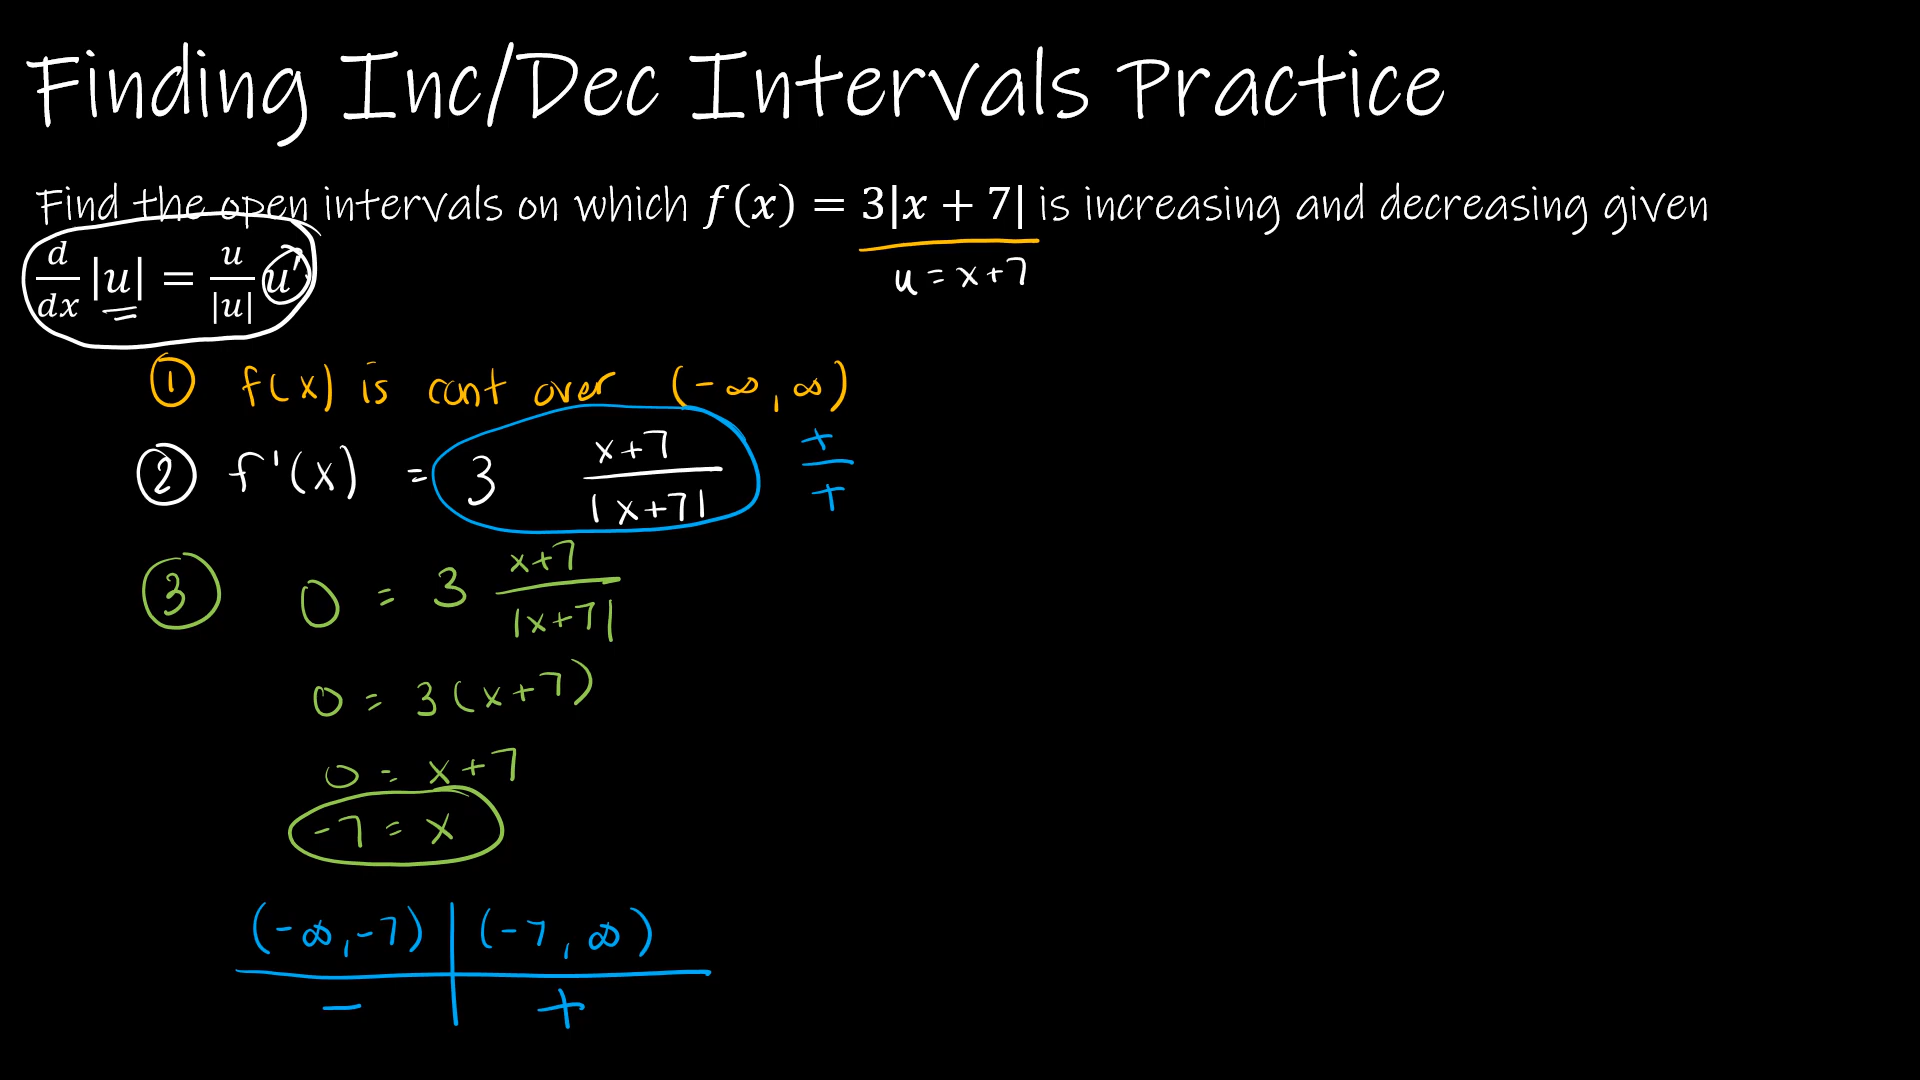 Finding Inc/Dec Intervals Practice
Find the open intervals on which f(x) = 3|x + 7| is increasing and decreasing given
d/dx |u| = u/|u| u'
u = x+7
① f(x) is cont over (-∞, ∞)
② f'(x) = 3 x+7/|x+7| +/+
③ 0 = 3 x+7/|x+7|
0 = 3(x+7)
0 = x+7
-7 = x
(-∞,-7) | (-7, ∞)
- | +